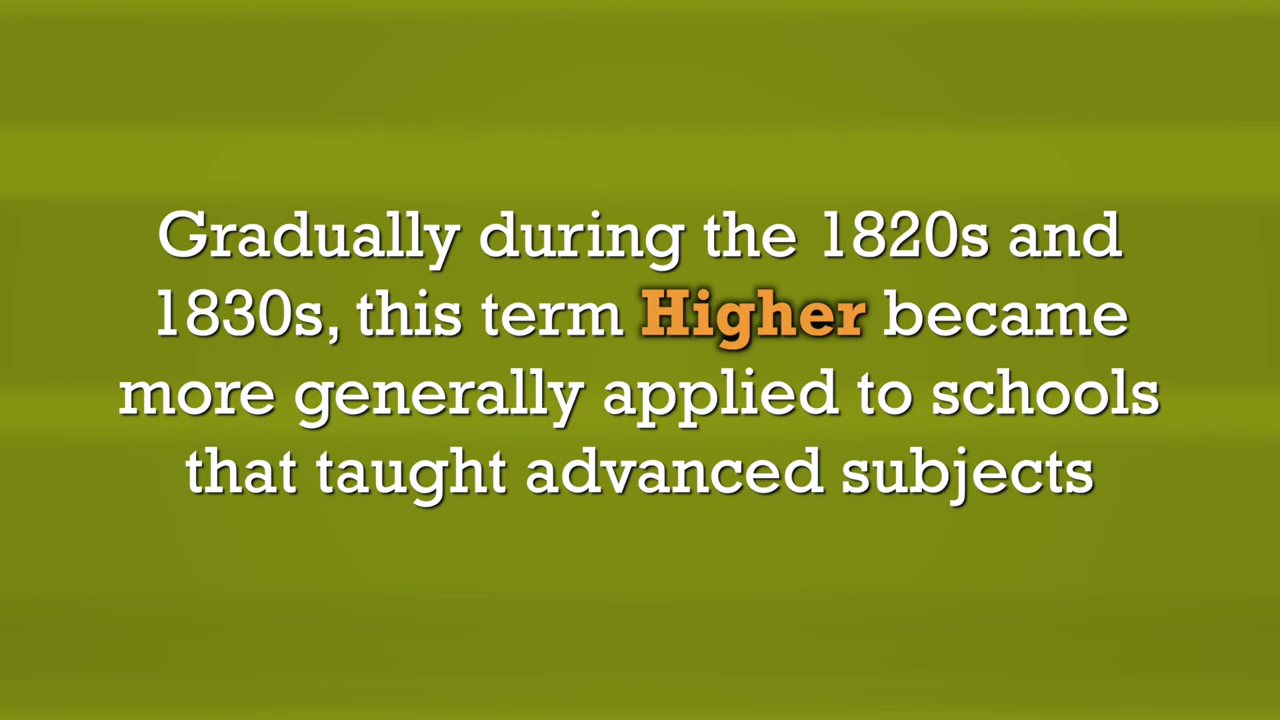 Gradually during the 1820s and
1830s, this term Higher became
more generally applied to schools
that taught advanced subjects